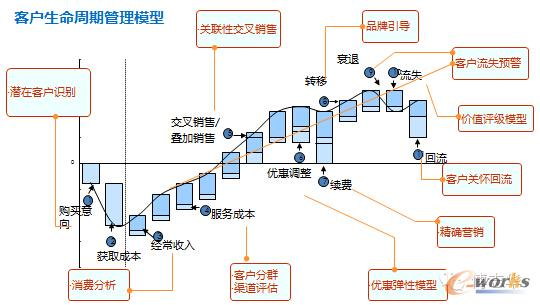 客户生命周期管理模型
关联性交叉销售
品牌引导
潜在客户识别
交叉销售/
叠加销售
转移
衰退
流失
客户流失预警
价值评级模型
0
购买意
向
获取成本
经常收入
服务成本
优惠调整
续费
回流
客户关怀回流
精确营销
消费分析
客户分群
渠道评估
优惠弹性模型
e-works